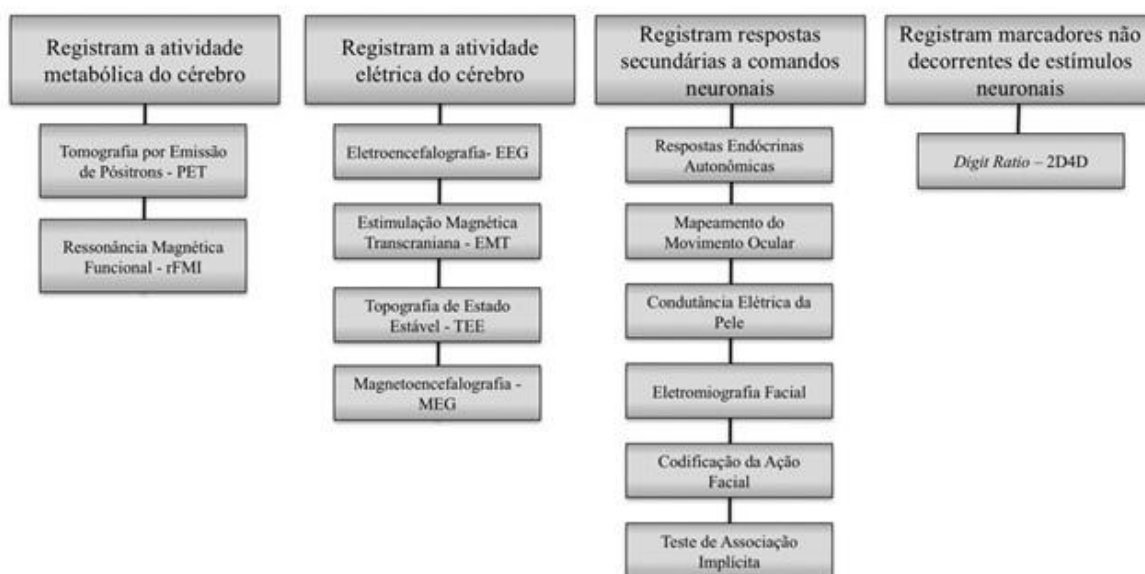 Registram a atividade
metabólica do cérebro
Tomografia por Emissão
de Pósitrons - PET
Ressonância Magnética
Funcional - rFMI
Registram a atividade
elétrica do cérebro
Eletroencefalografia- EEG
Estimulação Magnética
Transcraniana - EMT
Topografia de Estado
Estável - TEE
Magnetoencefalografia -
MEG
Registram respostas
secundárias a comandos
neuronais
Respostas Endócrinas
Autonômicas
Mapeamento do
Movimento Ocular
Condutância Elétrica da
Pele
Eletromiografia Facial
Codificação da Ação
Facial
Teste de Associação
Implícita
Registram marcadores não
decorrentes de estímulos
neuronais
Digit Ratio – 2D4D